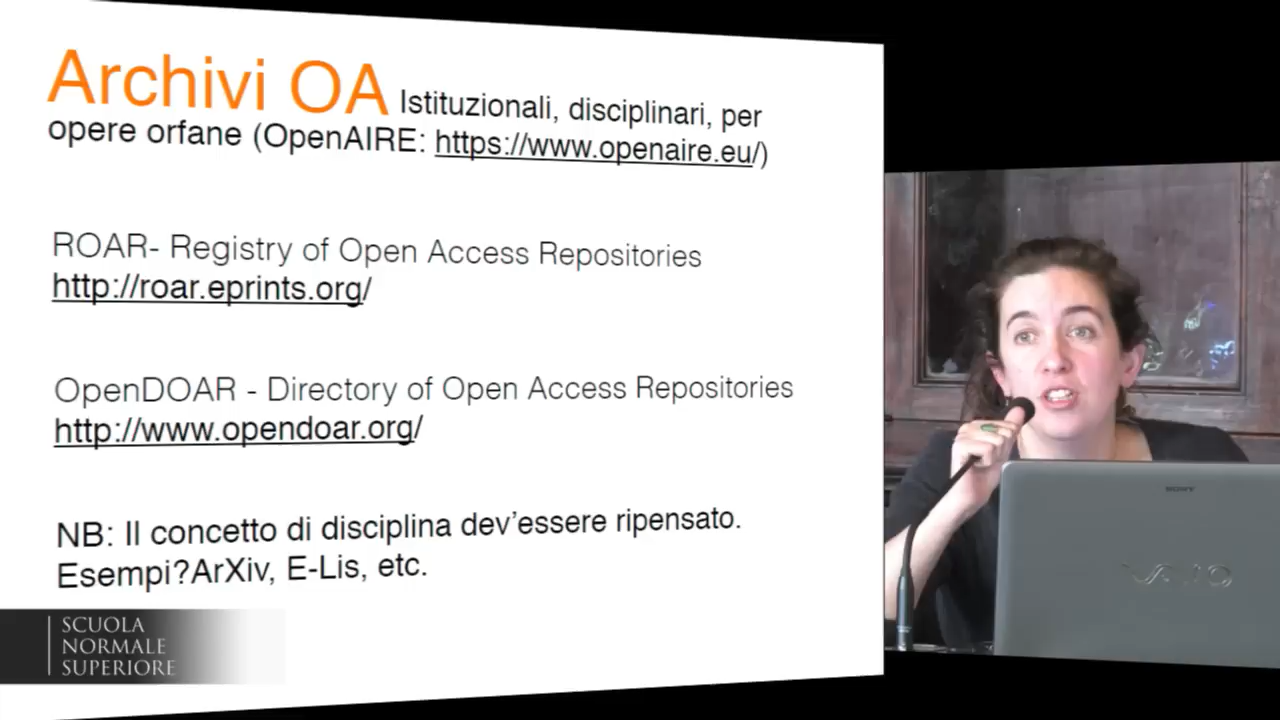 Archivi OA Istituzionali, disciplinari, per
opere orfane (OpenAIRE: https://www.openaire.eu/)
ROAR- Registry of Open Access Repositories
http://roar.eprints.org/
OpenDOAR - Directory of Open Access Repositories
http://www.opendoar.org/
NB: Il concetto di disciplina dev'essere ripensato.
Esempi?ArXiv, E-Lis, etc.
SCUOLA
NORMALE
SUPERIORE
SONY
VAIO